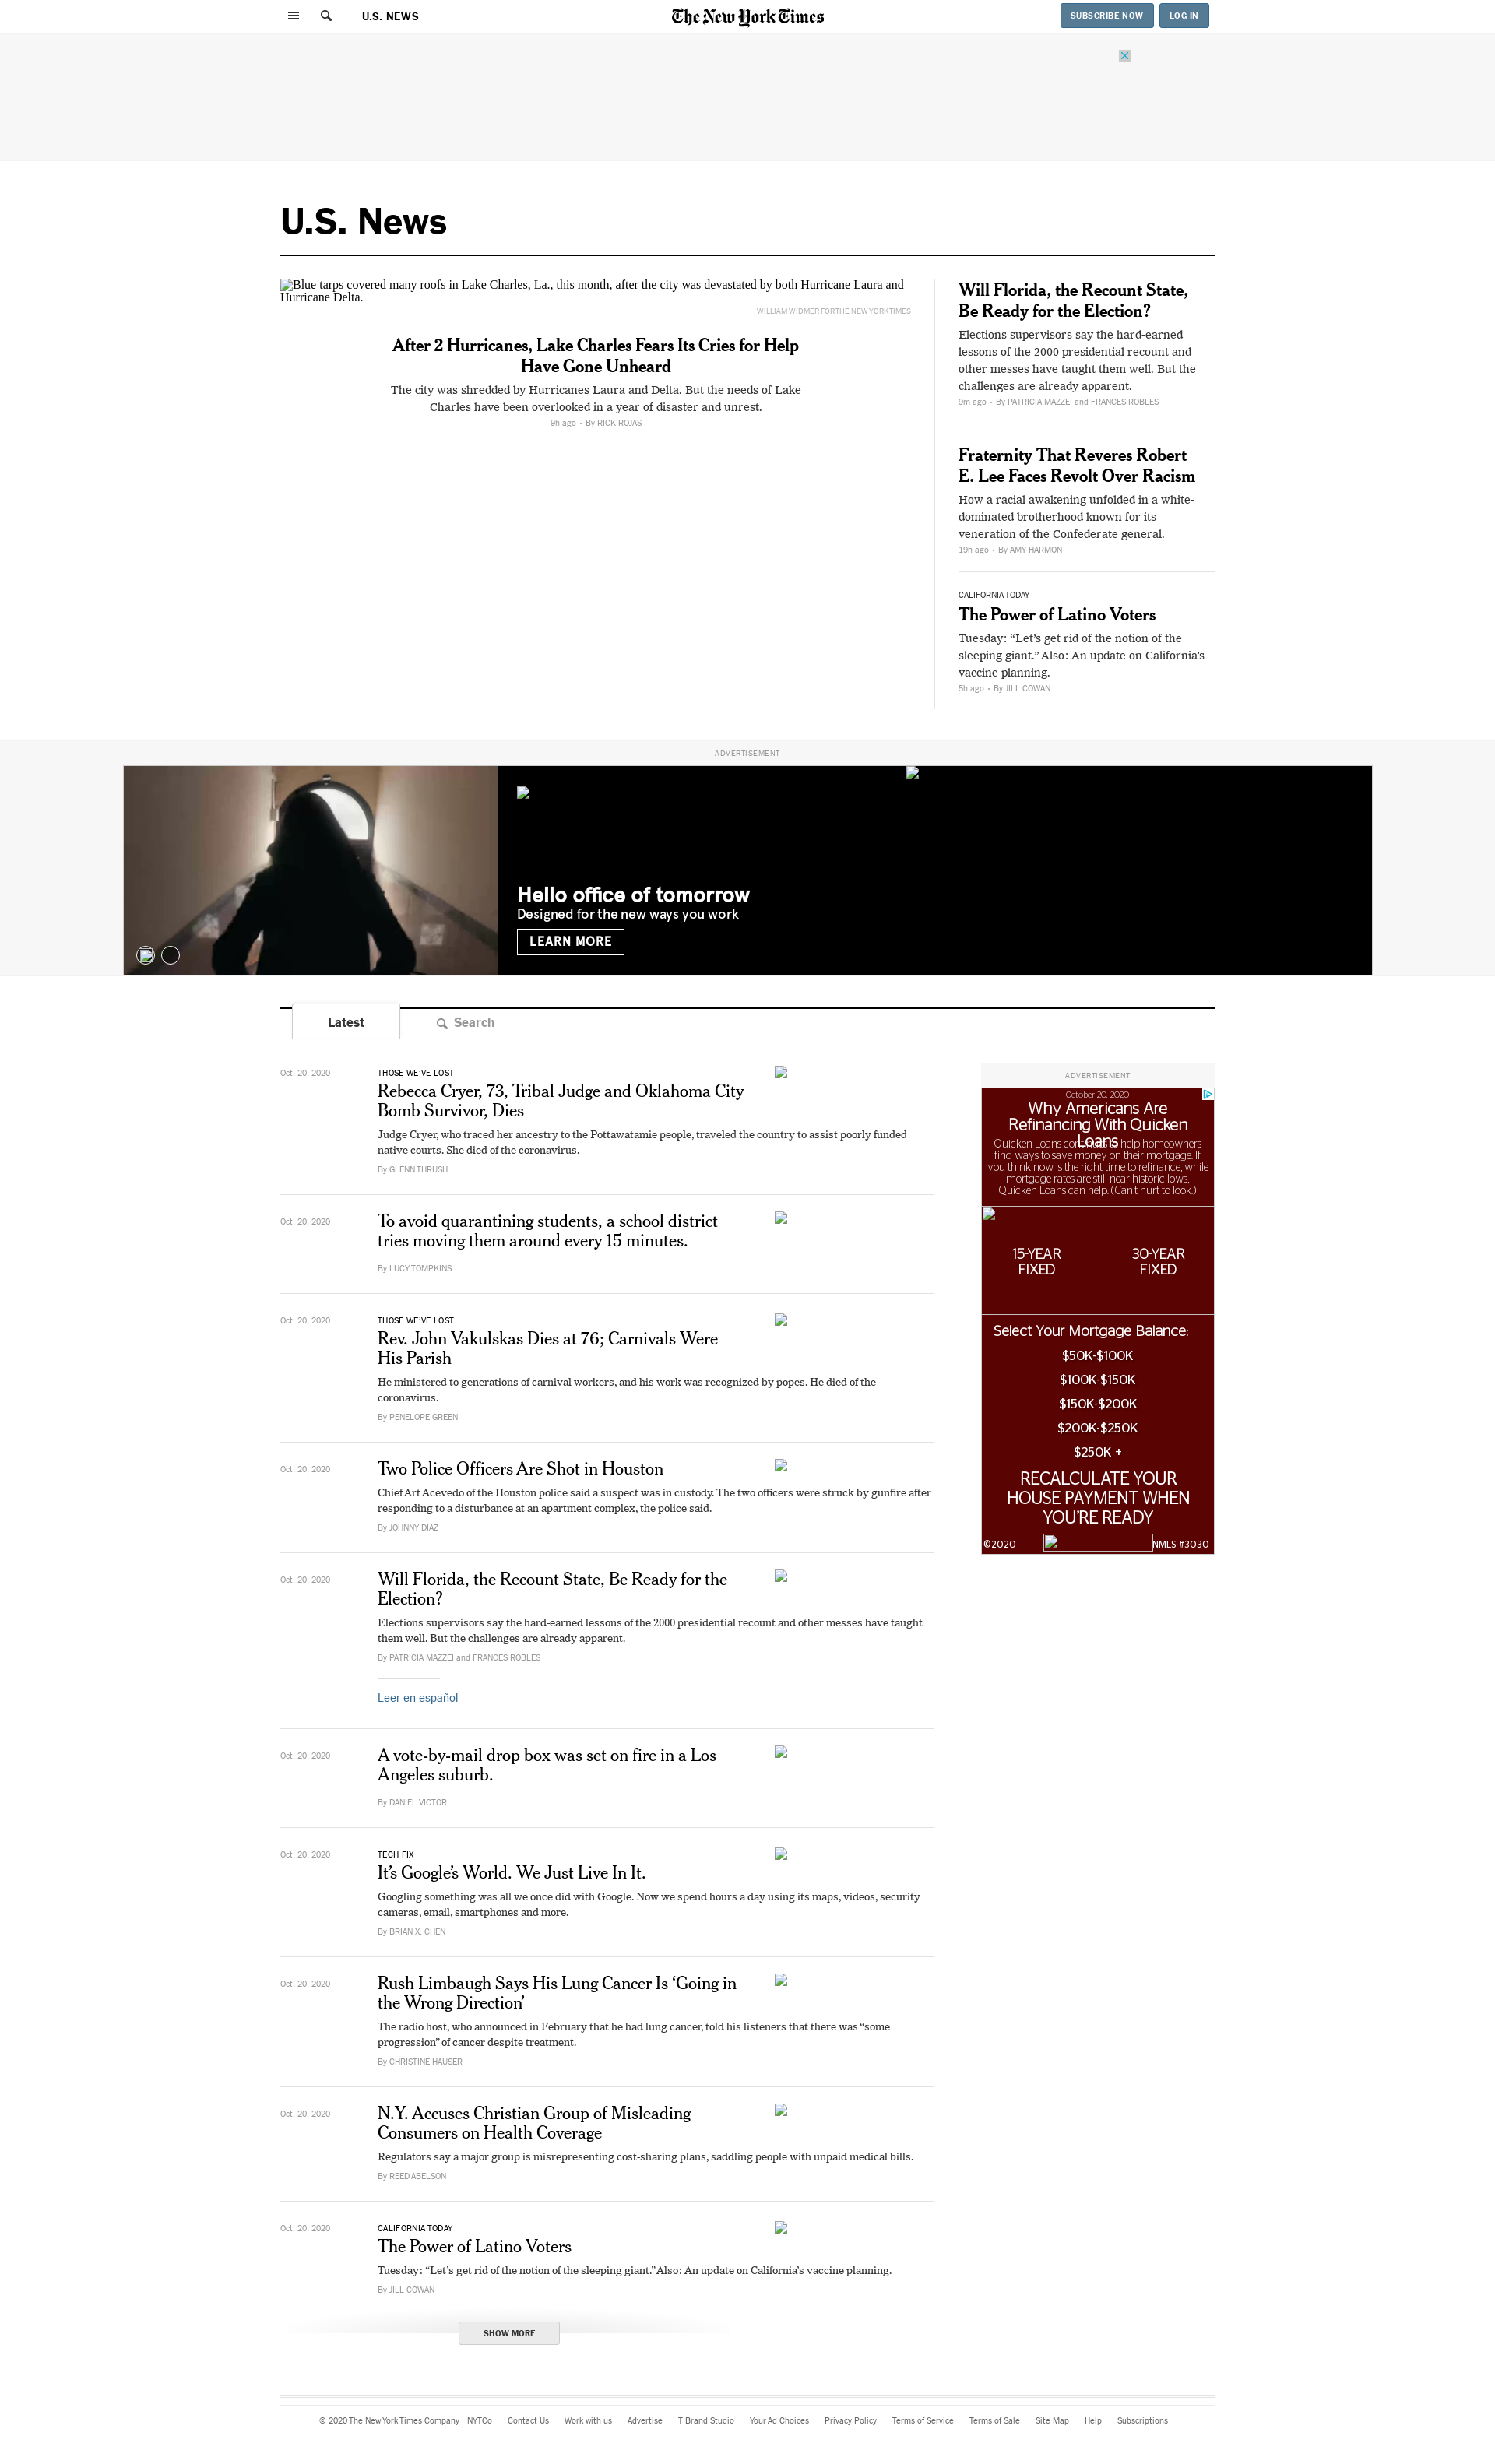 U.S. NEWS
The New York Times
SUBSCRIBE NOW
LOG IN
U.S. News
Blue tarps covered many roofs in Lake Charles, La., this month, after the city was devastated by both Hurricane Laura and
Hurricane Delta.
WILLIAM WIDMER FOR THE NEW YORK TIMES
After 2 Hurricanes, Lake Charles Fears Its Cries for Help
Have Gone Unheard
The city was shredded by Hurricanes Laura and Delta. But the needs of Lake
Charles have been overlooked in a year of disaster and unrest.
9h ago • By RICK ROJAS
Will Florida, the Recount State,
Be Ready for the Election?
Elections supervisors say the hard-earned
lessons of the 2000 presidential recount and
other messes have taught them well. But the
challenges are already apparent.
9m ago • By PATRICIA MAZZEI and FRANCES ROBLES
Fraternity That Reveres Robert
E. Lee Faces Revolt Over Racism
How a racial awakening unfolded in a white-
dominated brotherhood known for its
veneration of the Confederate general.
19h ago • By AMY HARMON
CALIFORNIA TODAY
The Power of Latino Voters
Tuesday: “Let’s get rid of the notion of the
sleeping giant.” Also: An update on California’s
vaccine planning.
5h ago • By JILL COWAN
ADVERTISEMENT
Hello office of tomorrow
Designed for the new ways you work
LEARN MORE
Latest
Search
Oct. 20, 2020
THOSE WE’VE LOST
Rebecca Cryer, 73, Tribal Judge and Oklahoma City
Bomb Survivor, Dies
Judge Cryer, who traced her ancestry to the Pottawatamie people, traveled the country to assist poorly funded
native courts. She died of the coronavirus.
By GLENN THRUSH
Oct. 20, 2020
To avoid quarantining students, a school district
tries moving them around every 15 minutes.
By LUCY TOMPKINS
Oct. 20, 2020
THOSE WE’VE LOST
Rev. John Vakulskas Dies at 76; Carnivals Were
His Parish
He ministered to generations of carnival workers, and his work was recognized by popes. He died of the
coronavirus.
By PENELOPE GREEN
Oct. 20, 2020
Two Police Officers Are Shot in Houston
Chief Art Acevedo of the Houston police said a suspect was in custody. The two officers were struck by gunfire after
responding to a disturbance at an apartment complex, the police said.
By JOHNNY DIAZ
Oct. 20, 2020
Will Florida, the Recount State, Be Ready for the
Election?
Elections supervisors say the hard-earned lessons of the 2000 presidential recount and other messes have taught
them well. But the challenges are already apparent.
By PATRICIA MAZZEI and FRANCES ROBLES
Leer en español
Oct. 20, 2020
A vote-by-mail drop box was set on fire in a Los
Angeles suburb.
By DANIEL VICTOR
Oct. 20, 2020
TECH FIX
It’s Google’s World. We Just Live In It.
Googling something was all we once did with Google. Now we spend hours a day using its maps, videos, security
cameras, email, smartphones and more.
By BRIAN X. CHEN
Oct. 20, 2020
Rush Limbaugh Says His Lung Cancer Is ‘Going in
the Wrong Direction’
The radio host, who announced in February that he had lung cancer, told his listeners that there was “some
progression” of cancer despite treatment.
By CHRISTINE HAUSER
Oct. 20, 2020
N.Y. Accuses Christian Group of Misleading
Consumers on Health Coverage
Regulators say a major group is misrepresenting cost-sharing plans, saddling people with unpaid medical bills.
By REED ABELSON
Oct. 20, 2020
CALIFORNIA TODAY
The Power of Latino Voters
Tuesday: “Let’s get rid of the notion of the sleeping giant.” Also: An update on California’s vaccine planning.
By JILL COWAN
SHOW MORE
ADVERTISEMENT
October 20, 2020
Why Americans Are
Refinancing With Quicken
Loans
Quicken Loans to help homeowners
find ways to save money on their mortgage. If
you think now is the right time to refinance, while
mortgage rates are still near historic lows,
Quicken Loans can help. (Can't hurt to look.)
15-YEAR
FIXED
30-YEAR
FIXED
Select Your Mortgage Balance:
$50K-$100K
$100K-$150K
$150K-$200K
$200K-$250K
$250K +
RECALCULATE YOUR
HOUSE PAYMENT WHEN
YOU'RE READY
©2020
NMLS #3030
© 2020 The New York Times Company NYTCo Contact Us Work with us Advertise T Brand Studio Your Ad Choices Privacy Policy Terms of Service Terms of Sale Site Map Help Subscriptions